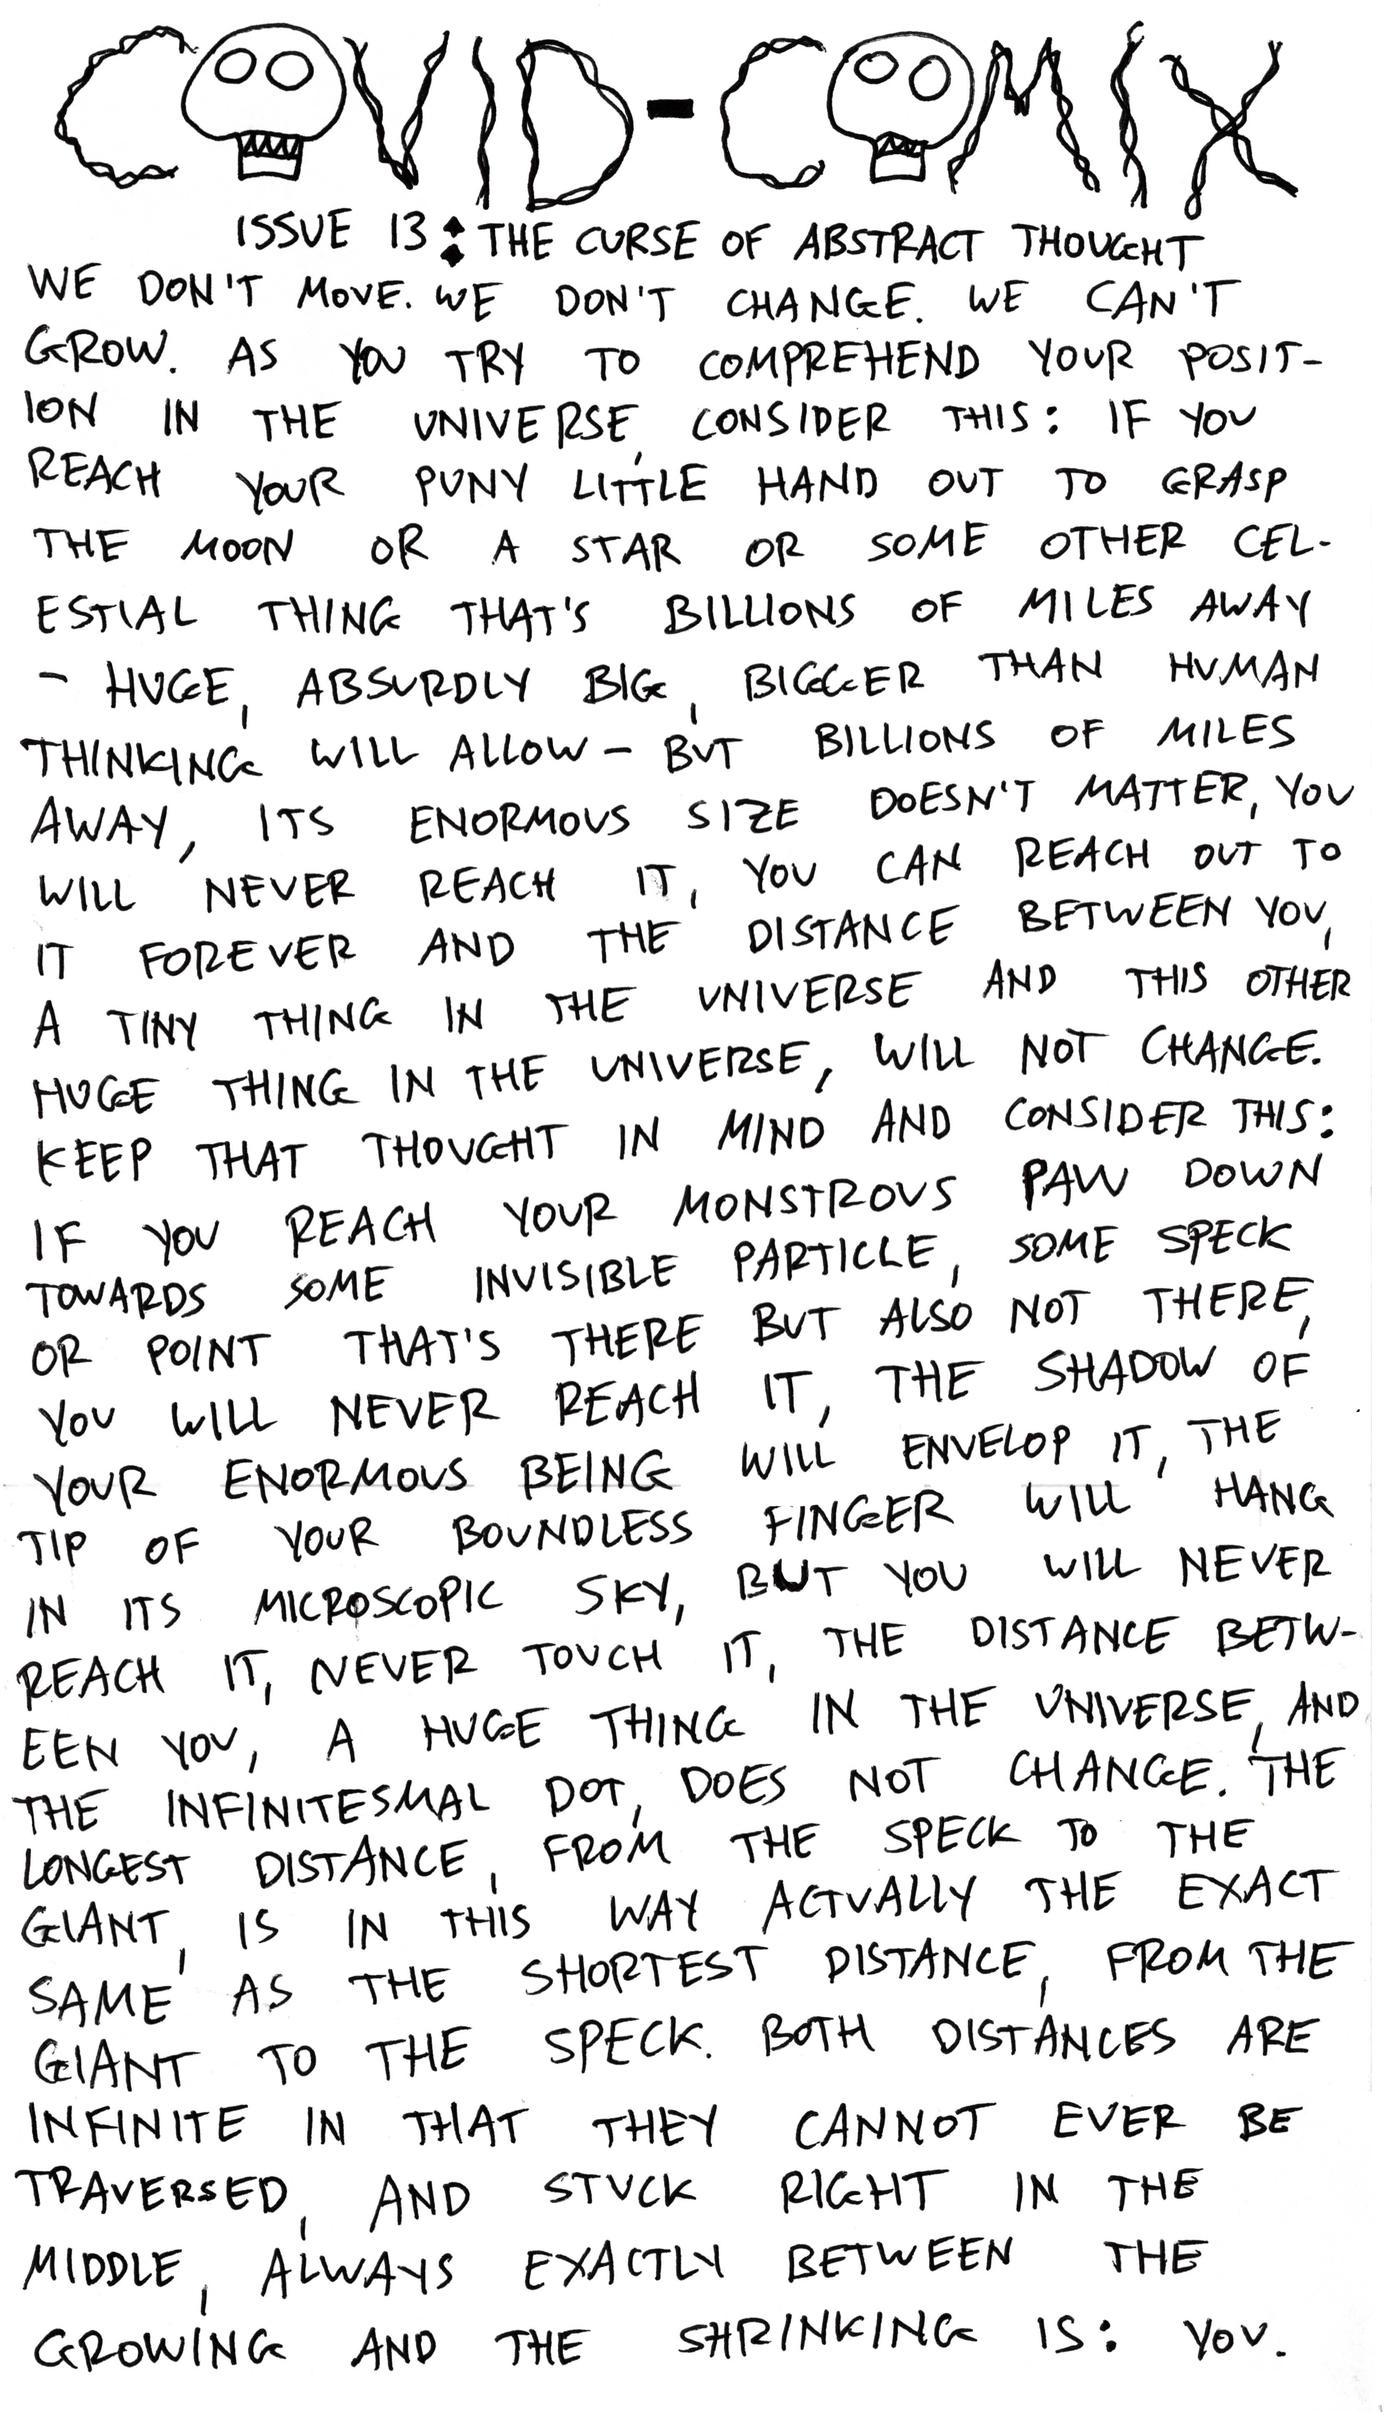 COVID-COMIX
ISSUE 13: THE CURSE OF ABSTRACT THOUGHT
WE DON'T MOVE. WE DON'T CHANGE. WE CAN'T
GROW. AS YOU TRY TO COMPREHEND YOUR POSIT-
ION IN THE UNIVERSE, CONSIDER THIS: IF YOU
REACH YOUR PUNY LITTLE HAND OUT TO GRASP
THE MOON OR A STAR OR SOME OTHER CEL-
ESTIAL THING THAT'S BILLIONS OF MILES AWAY
- HUGE, ABSURDLY BIG, BIGGER THAN HUMAN
THINKING WILL ALLOW - BUT BILLIONS OF MILES
AWAY, ITS ENORMOUS SIZE DOESN'T MATTER, YOU
WILL NEVER REACH IT, YOU CAN REACH OUT TO
IT FOREVER AND THE DISTANCE BETWEEN YOU,
A TINY THING IN THE UNIVERSE AND THIS OTHER
HUGE THING IN THE UNIVERSE, WILL NOT CHANGE.
KEEP THAT THOUGHT IN MIND AND CONSIDER THIS:
IF YOU REACH YOUR MONSTROUS PAW DOWN
TOWARDS SOME INVISIBLE PARTICLE, SOME SPECK
OR POINT THAT'S THERE BUT ALSO NOT THERE,
YOU WILL NEVER REACH IT, THE SHADOW OF
YOUR ENORMOUS BEING WILL ENVELOP IT, THE
TIP OF YOUR BOUNDLESS FINGER WILL HANG
IN ITS MICROSCOPIC SKY, BUT YOU WILL NEVER
REACH IT, NEVER TOUCH IT, THE DISTANCE BETW-
EEN YOU, A HUGE THING IN THE UNIVERSE, AND
THE INFINITESMAL DOT, DOES NOT CHANGE. THE
LONGEST DISTANCE, FROM THE SPECK TO THE
GIANT, IS IN THIS WAY ACTUALLY THE EXACT
SAME AS THE SHORTEST DISTANCE, FROM THE
GIANT TO THE SPECK. BOTH DISTANCES ARE
INFINITE IN THAT THEY CANNOT EVER BE
TRAVERSED, AND STUCK RIGHT IN THE
MIDDLE, ALWAYS EXACTLY BETWEEN THE
GROWING AND THE SHRINKING IS: YOU.